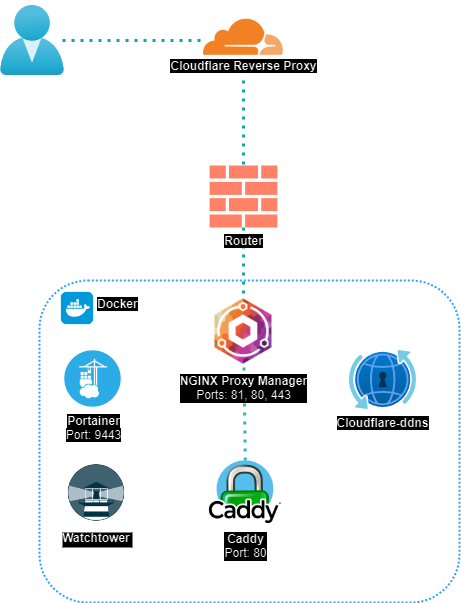 Cloudflare Reverse Proxy
Router
Docker
NGINX Proxy Manager
Ports: 81, 80, 443
Portainer
Port: 9443
Cloudflare-ddns
Caddy
Watchtower
Caddy
Port: 80